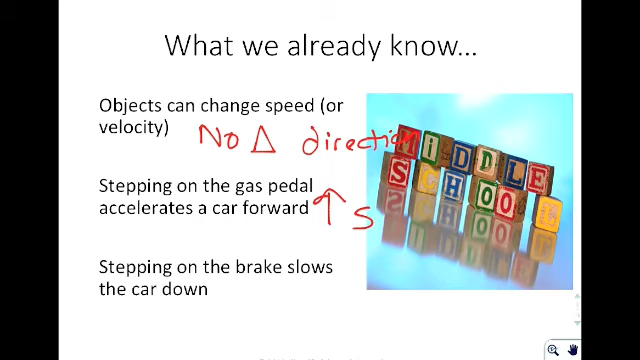 What we already know...
Objects can change speed (or
velocity)
No Δ direction
Stepping on the gas pedal
accelerates a car forward
↑ S
Stepping on the brake slows
the car down
MIDDLE
SCHOOL